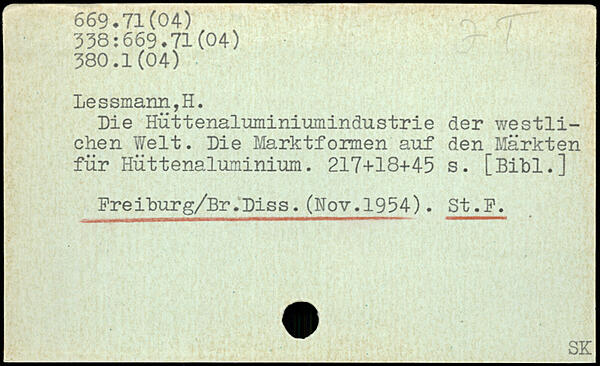 669.71(04)
338:669.71(04)
380.1(04)
Lessmann,H.
Die Hüttenaluminiumindustrie der westli-
chen Welt. Die Marktformen auf den Märkten
für Hüttenaluminium. 217+18+45 s. [Bibl.]
Freiburg/Br.Diss.(Nov.1954). St.F.
SK